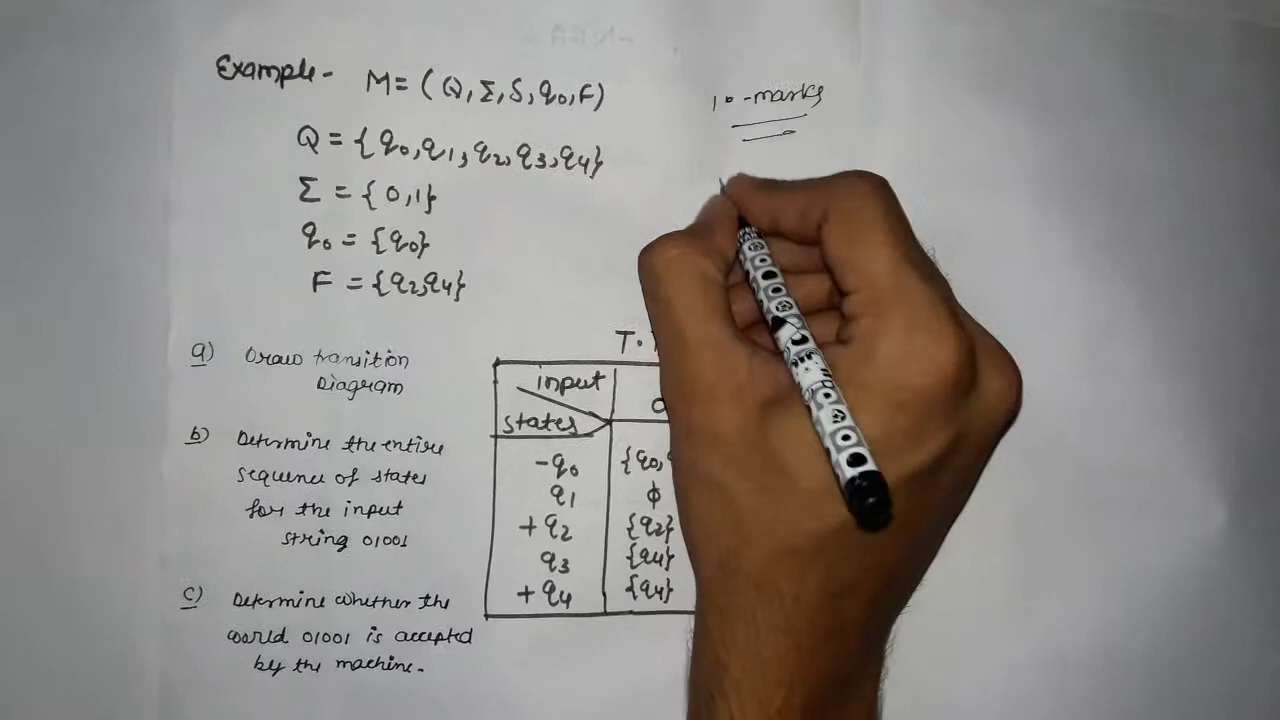 Example- M= (Q, Σ, δ, q0, F)
10-marks
Q = {q0, q1, q2, q3, q4}
Σ = {0,1}
q0 = {q0}
F = {q2, q4}
a) Draw transition
Diagram
b) Determine the entire
sequence of states
for the input
string 01001
c) Determine whether the
world 01001 is accepted
by the machine.
T.
input
states
-q0 {q0,
q1 ϕ
+q2 {q2}
q3 {q4}
+q4 {q4}